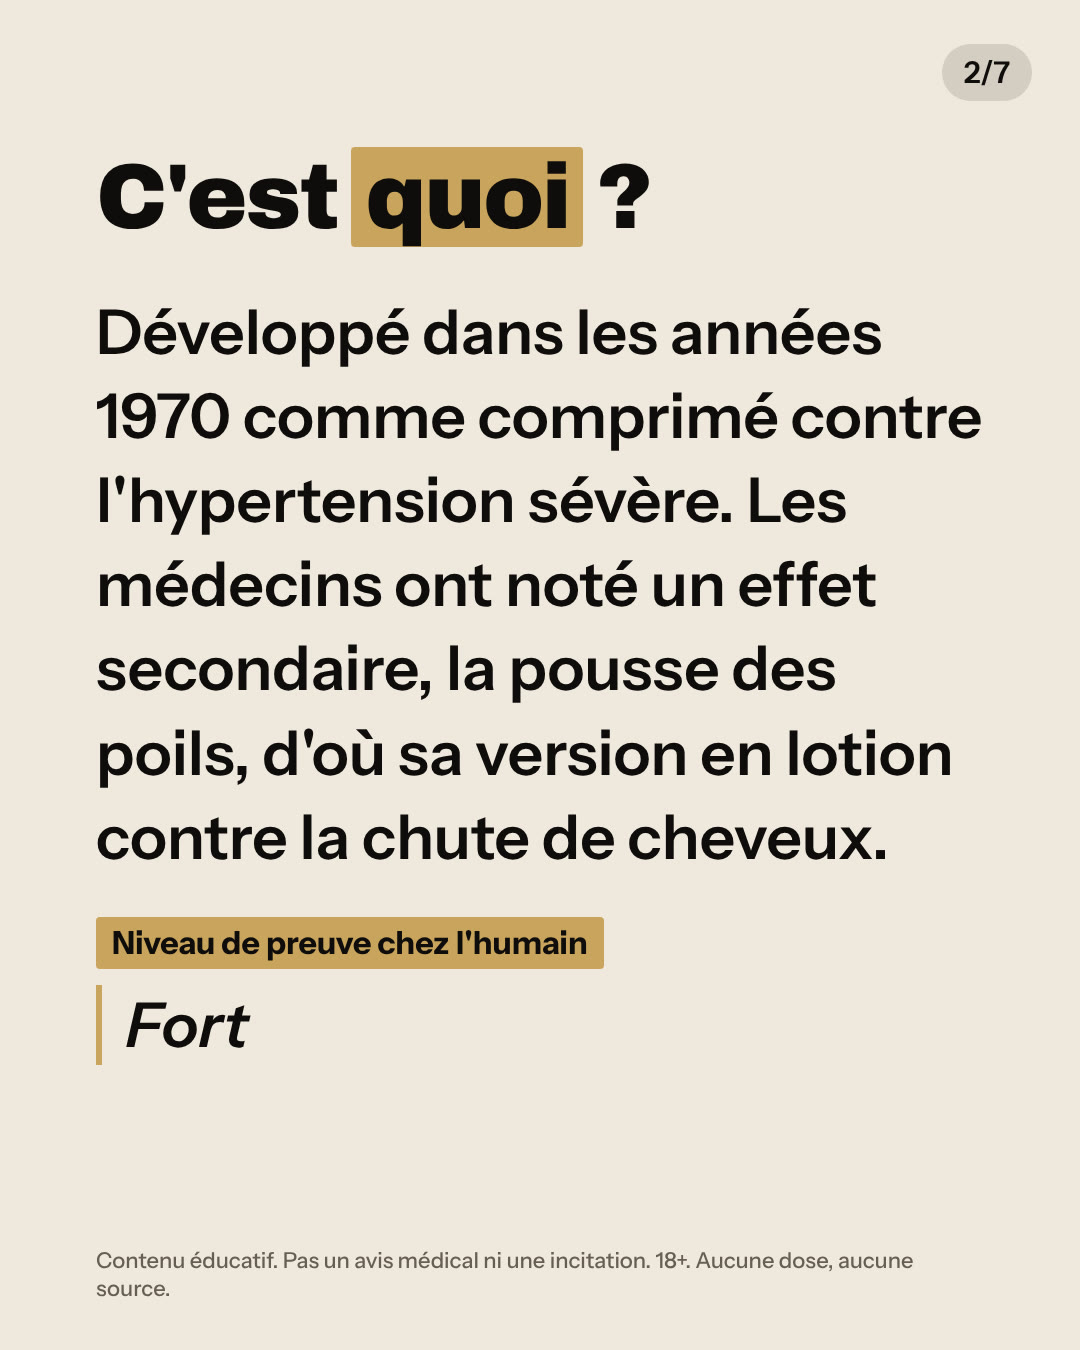 2/7
C'est quoi ?
Développé dans les années
1970 comme comprimé contre
l'hypertension sévère. Les
médecins ont noté un effet
secondaire, la pousse des
poils, d'où sa version en lotion
contre la chute de cheveux.
Niveau de preuve chez l'humain
Fort
Contenu éducatif. Pas un avis médical ni une incitation. 18+. Aucune dose, aucune
source.